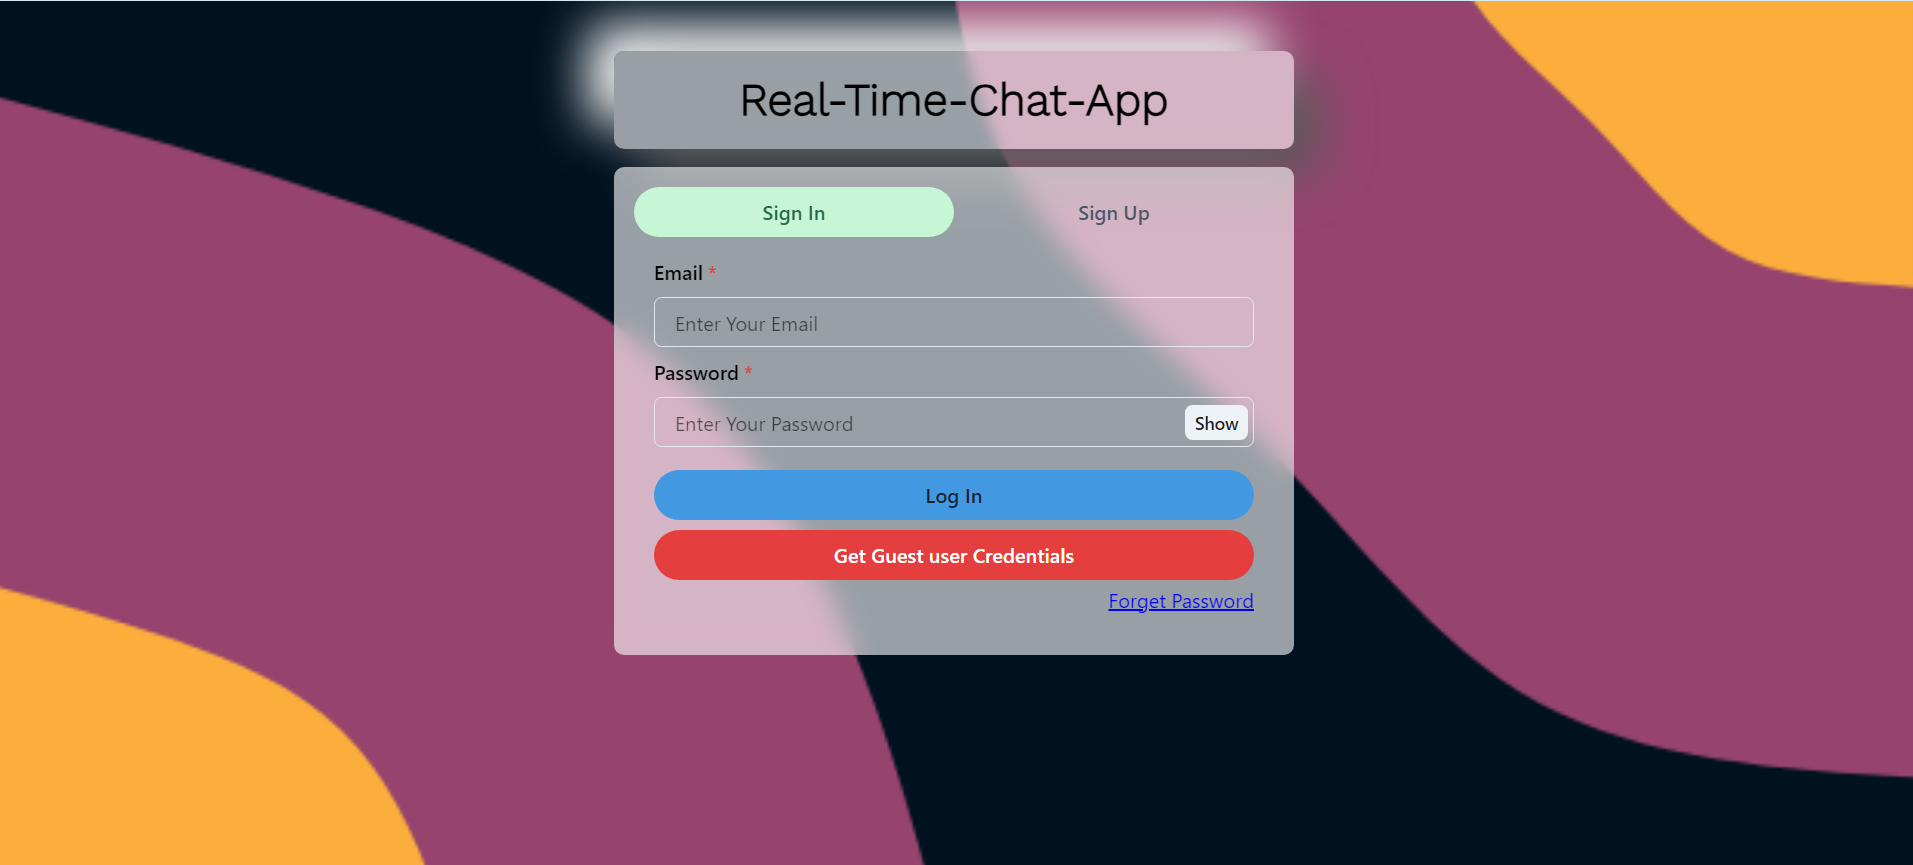 Real-Time-Chat-App
Sign In
Sign Up
Email *
Enter Your Email
Password *
Enter Your Password
Show
Log In
Get Guest user Credentials
Forget Password